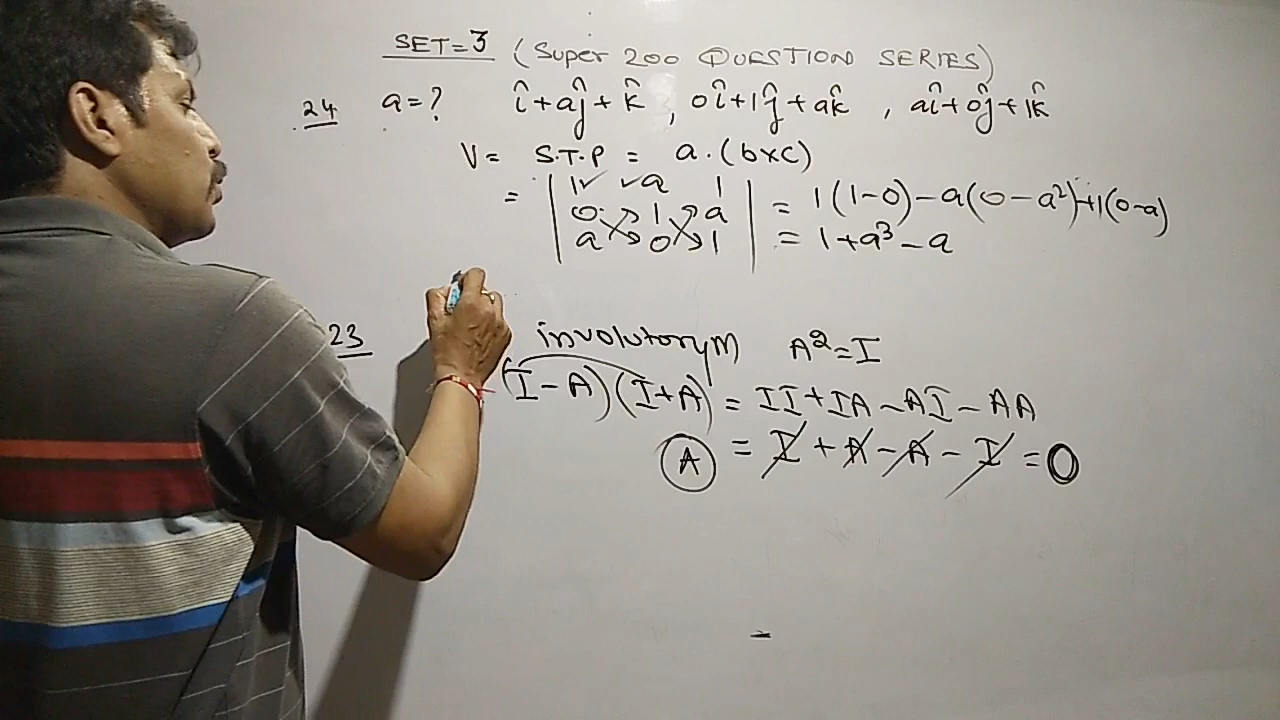 SET=3 (Super 200 QUESTION SERIES)
24 a=? î+aĵ+k̂, 0î+1ĵ+ak̂, aî+0ĵ+1k̂
V= S.T.P = a.(b×c)
= | 1 a 1 | = 1(1-0)-a(0-a²)+1(0-a)
0 1 a
a 0 1 = 1+a³-a
23 involutory M A²=I
(I-A)(I+A) = II+IA-AI-AA
(A) = I+A-A-I =0